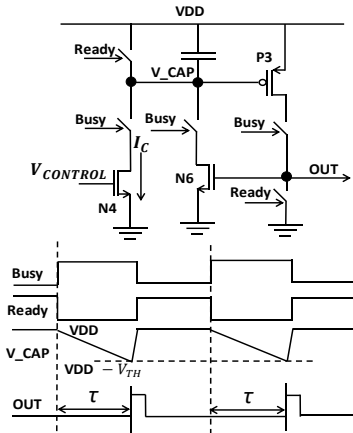 VDD
Ready
P3
V_CAP
Busy
Busy
Busy
I_C
V_CONTROL
N4
N6
OUT
Ready
Busy
Ready
VDD
V_CAP
VDD − V_TH
OUT
τ
τ